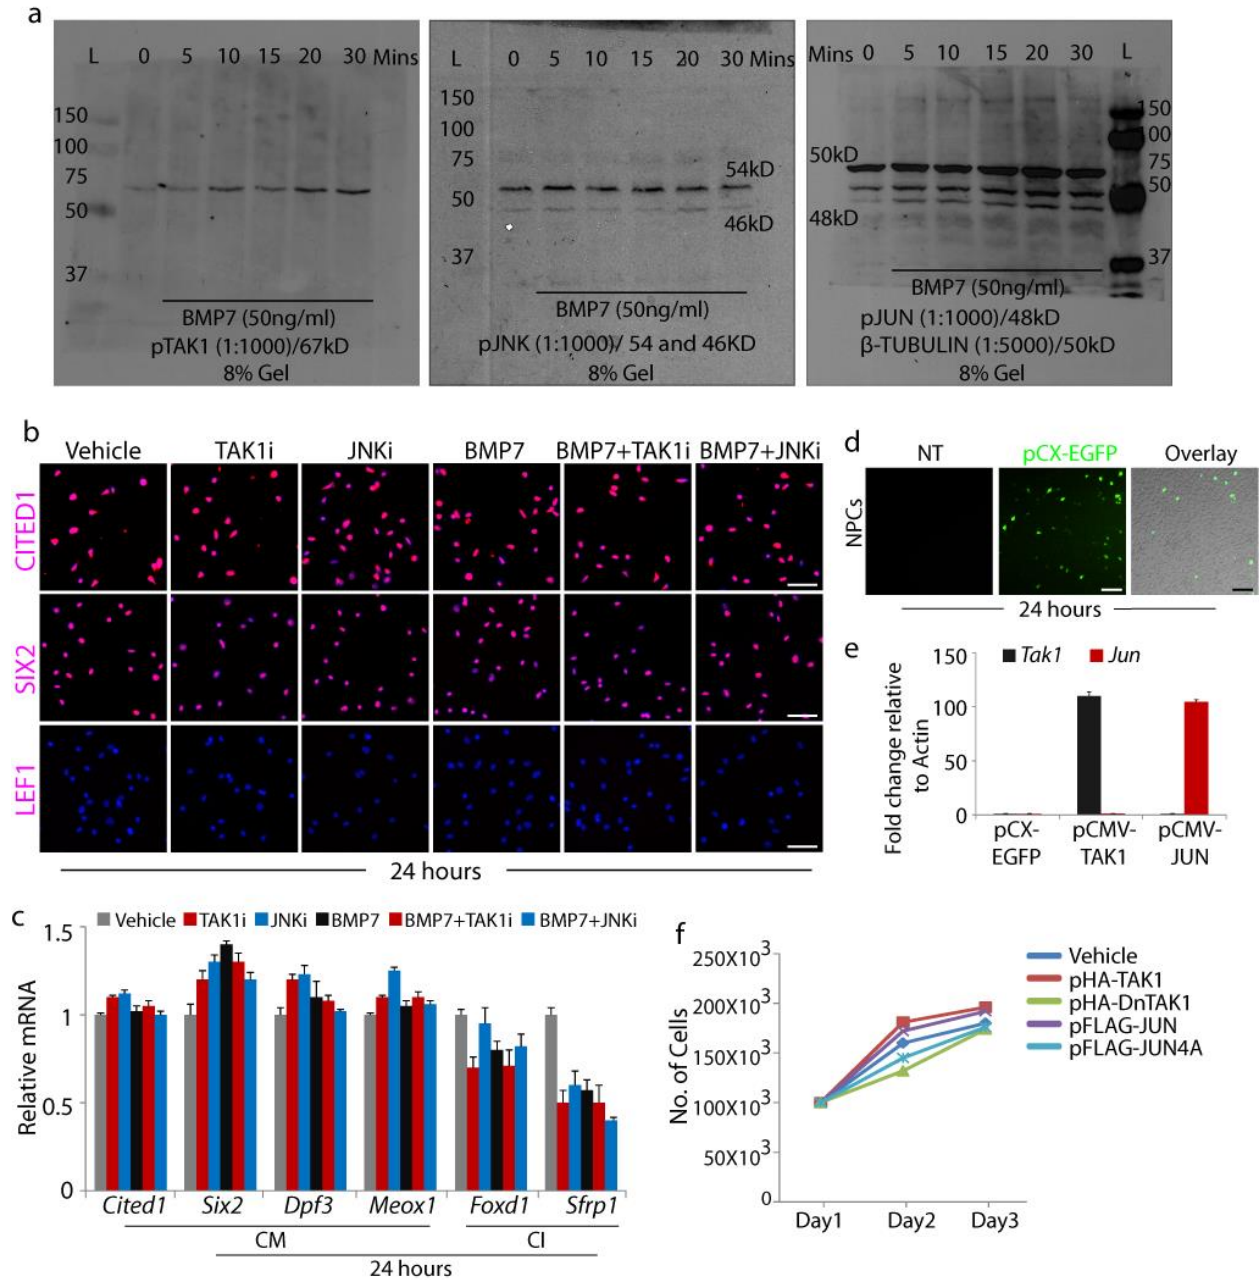 a
L 0 5 10 15 20 30 Mins
150
100
75
50
37
BMP7 (50ng/ml)
pTAK1 (1:1000)/67kD
8% Gel
L 0 5 10 15 20 30 Mins
150
100
75
50
37
54kD
46kD
BMP7 (50ng/ml)
pJNK (1:1000)/ 54 and 46KD
8% Gel
Mins 0 5 10 15 20 30 L
50kD
48kD
150
100
75
50
37
BMP7 (50ng/ml)
pJUN (1:1000)/48kD
β-TUBULIN (1:5000)/50kD
8% Gel
b
Vehicle TAK1i JNKi BMP7 BMP7+TAK1i BMP7+JNKi
CITED1
SIX2
LEF1
24 hours
c
Vehicle TAK1i JNKi BMP7 BMP7+TAK1i BMP7+JNKi
Relative mRNA
1.5
1
0.5
0
Cited1 Six2 Dpf3 Meox1 Foxd1 Sfrp1
CM CI
24 hours
d
NT pCX-EGFP Overlay
NPCs
24 hours
e
Tak1 Jun
Fold change relative
to Actin
150
100
50
0
pCX-
EGFP
pCMV-
TAK1
pCMV-
JUN
f
No. of Cells
250X10³
200X10³
150X10³
100X10³
50X10³
0
Day1 Day2 Day3
Vehicle
pHA-TAK1
pHA-DnTAK1
pFLAG-JUN
pFLAG-JUN4A